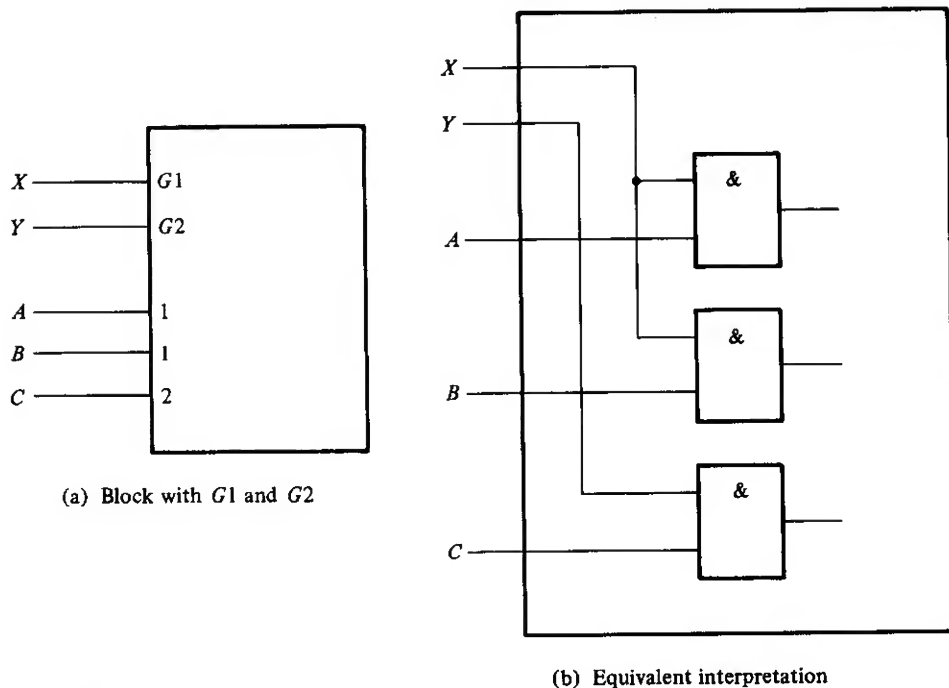 X G1
Y G2
A 1
B 1
C 2
(a) Block with G1 and G2
X
Y
&
A
&
B
&
C
(b) Equivalent interpretation